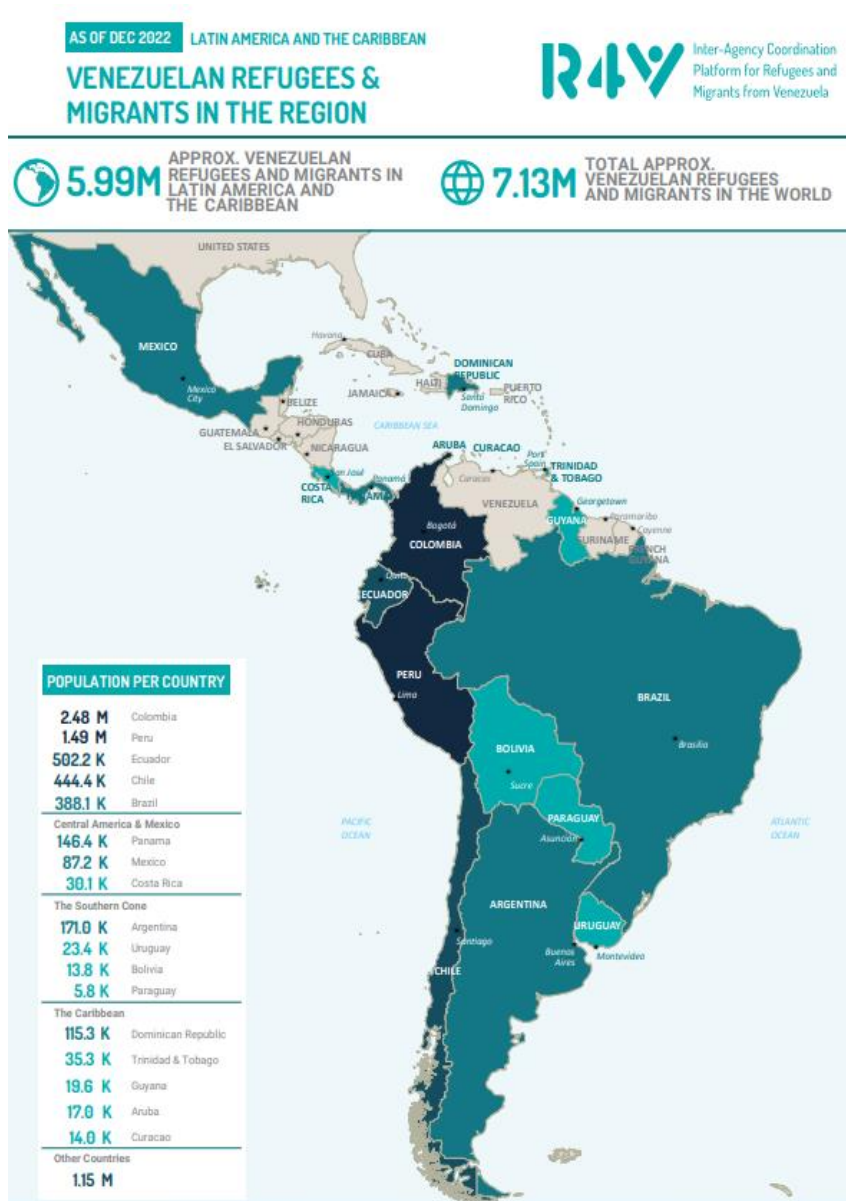 AS OF DEC 2022 LATIN AMERICA AND THE CARIBBEAN
VENEZUELAN REFUGEES &
MIGRANTS IN THE REGION
R4V
Inter-Agency Coordination
Platform for Refugees and
Migrants from Venezuela
5.99M
APPROX. VENEZUELAN
REFUGEES AND MIGRANTS IN
LATIN AMERICA AND
THE CARIBBEAN
7.13M
TOTAL APPROX.
VENEZUELAN REFUGEES
AND MIGRANTS IN THE WORLD
UNITED STATES
MEXICO
Mexico
City
Havana
CUBA
DOMINICAN
REPUBLIC
Santo
Domingo
HAITI
PUERTO
RICO
JAMAICA
BELIZE
HONDURAS
GUATEMALA
EL SALVADOR
NICARAGUA
CARIBBEAN SEA
ARUBA
CURACAO
Port
Spain
TRINIDAD
& TOBAGO
San José
COSTA
RICA
Panamá
PANAMA
Caracas
VENEZUELA
Georgetown
GUYANA
Paramaribo
SURINAME
Cayenne
FRENCH
GUYANA
Bogotá
COLOMBIA
Quito
ECUADOR
PERU
Lima
BRAZIL
Brasilia
BOLIVIA
Sucre
PARAGUAY
Asunción
PACIFIC
OCEAN
ATLANTIC
OCEAN
ARGENTINA
URUGUAY
Santiago
Buenos
Aires
Montevideo
CHILE
POPULATION PER COUNTRY
2.48 M Colombia
1.49 M Peru
502.2 K Ecuador
444.4 K Chile
388.1 K Brazil
Central America & Mexico
146.4 K Panama
87.2 K Mexico
30.1 K Costa Rica
The Southern Cone
171.0 K Argentina
23.4 K Uruguay
13.8 K Bolivia
5.8 K Paraguay
The Caribbean
115.3 K Dominican Republic
35.3 K Trinidad & Tobago
19.6 K Guyana
17.0 K Aruba
14.0 K Curacao
Other Countries
1.15 M